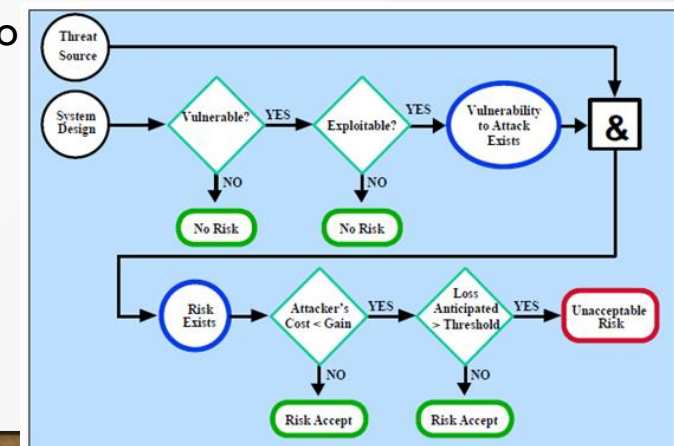 o
Threat
Source
System
Design
Vulnerable?
YES
Exploitable?
YES
Vulnerability
to Attack
Exists
&
NO
NO
No Risk
No Risk
Risk
Exists
Attacker's
Cost < Gain
YES
Loss
Anticipated
> Threshold
YES
Unacceptable
Risk
NO
NO
Risk Accept
Risk Accept